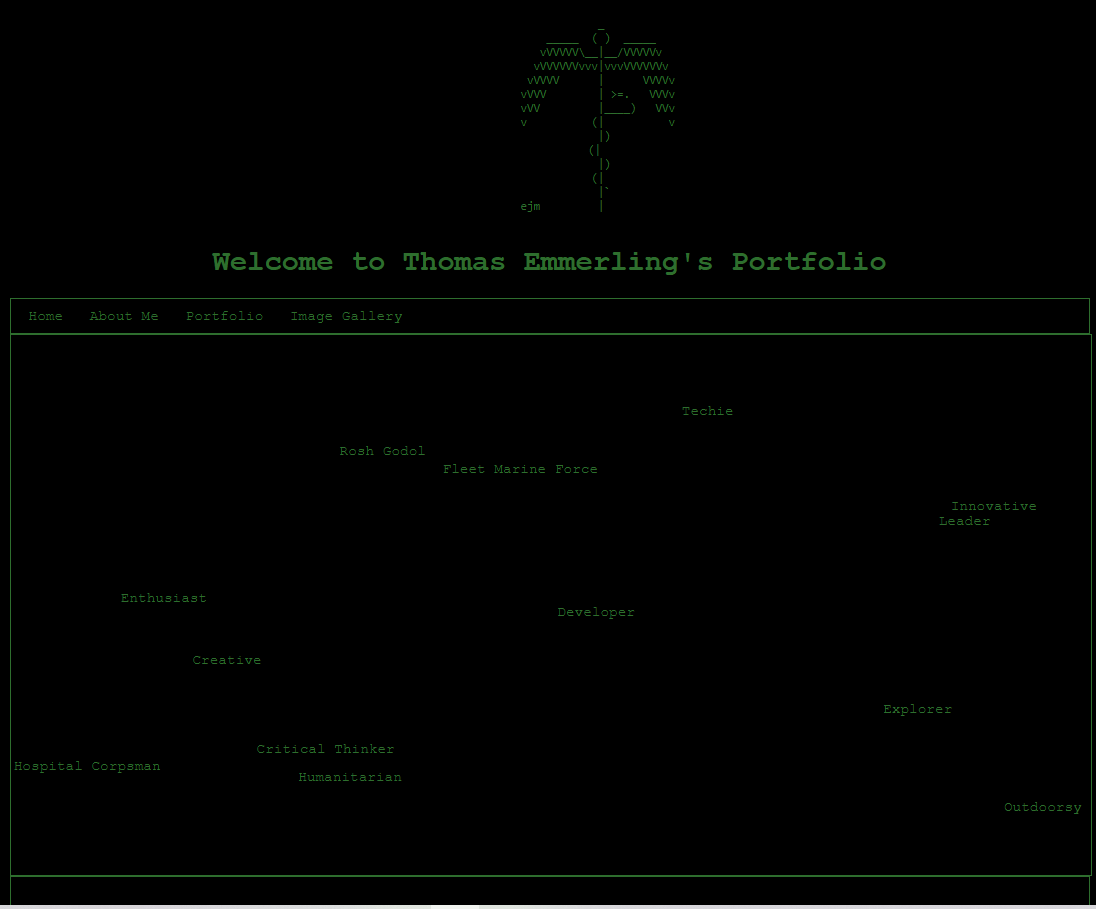 _
      _____  ( )  _____
     vVVVVV\__|__/VVVVVv
    vVVVVVVvvv|vvvVVVVVVv
   vVVVV      |      VVVVv
  vVVV        | >=.   VVVv
  vVV         |____)   VVv
  v          (|          v
              |)
             (|
              |)
             (|
              |`
  ejm         |
Welcome to Thomas Emmerling's Portfolio
Home About Me Portfolio Image Gallery
Techie
Rosh Godol
Fleet Marine Force
Innovative
Leader
Enthusiast
Developer
Creative
Explorer
Critical Thinker
Hospital Corpsman
Humanitarian
Outdoorsy